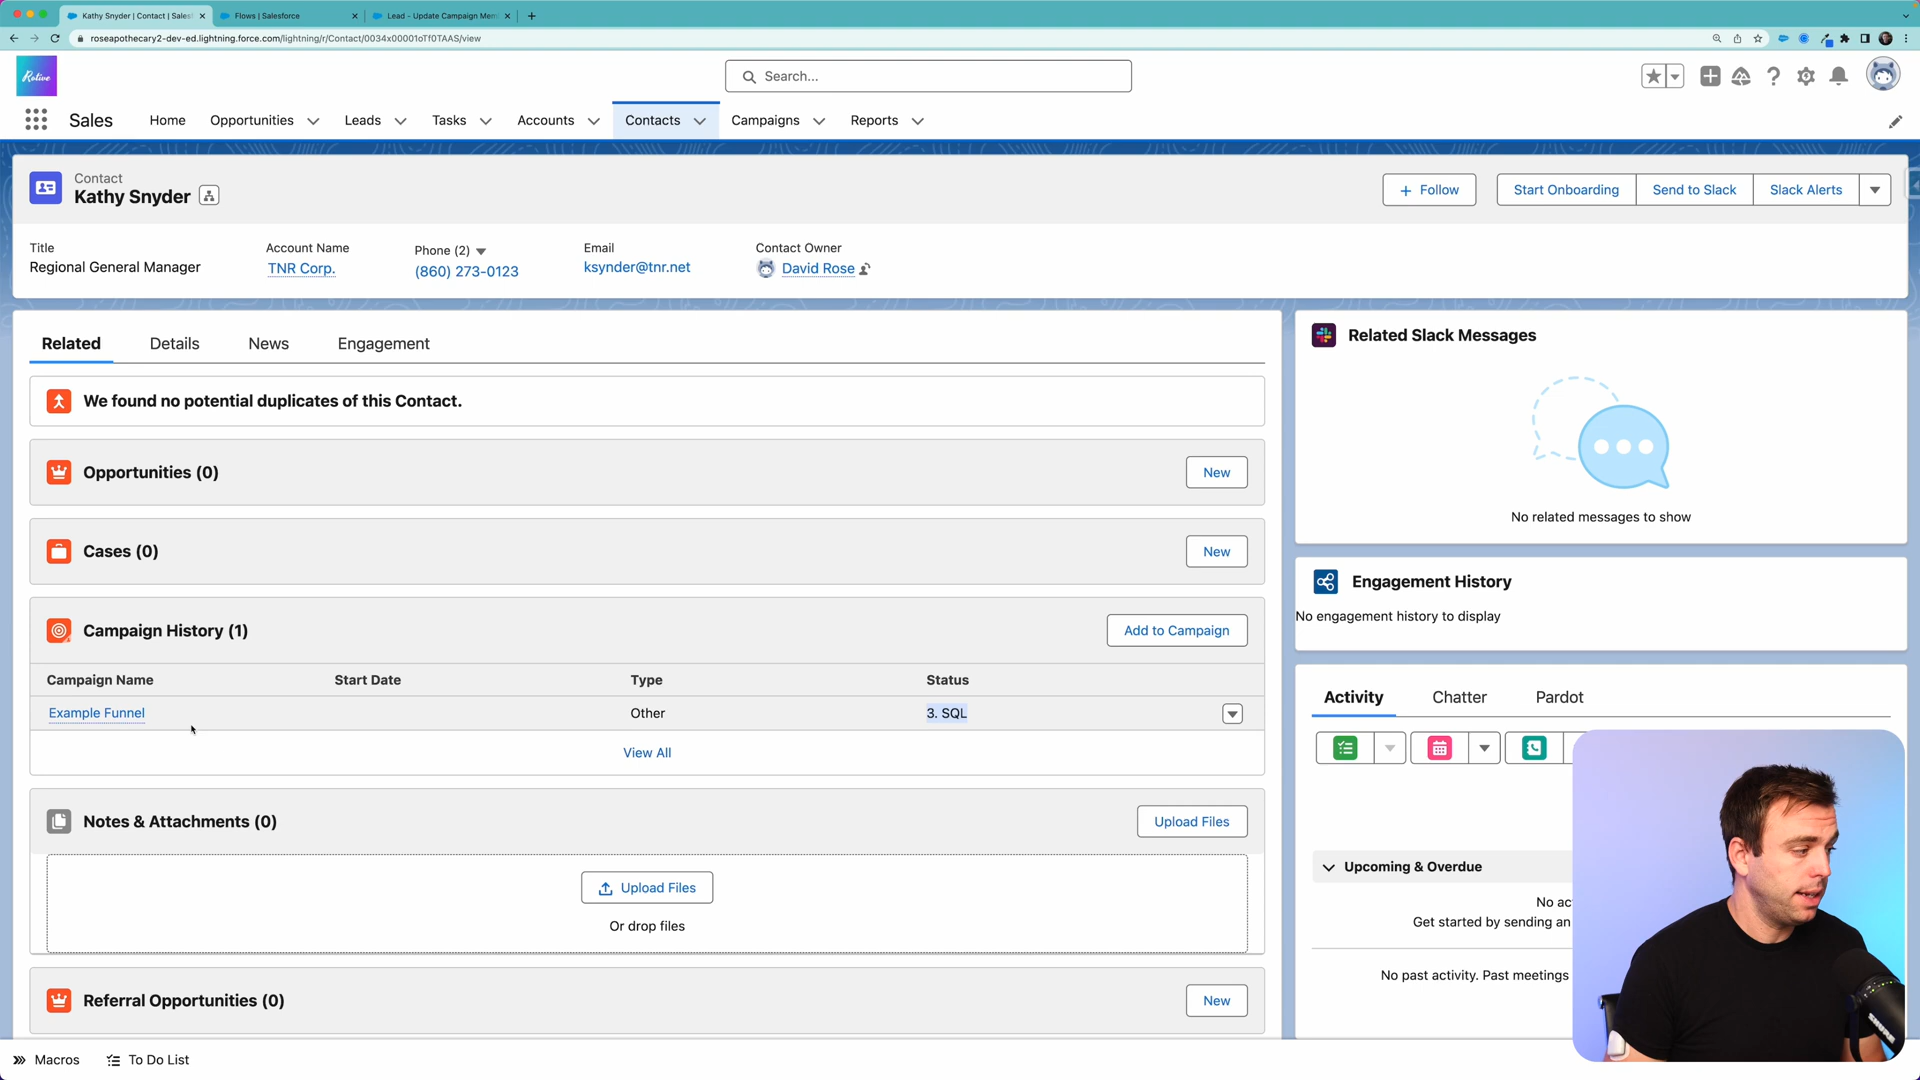 Kathy Snyder | Contact | Sales
Flows | Salesforce
Lead - Update Campaign Mem
roseapothecary2-dev-ed.lightning.force.com/lightning/r/Contact/0034x00001oTf0TAAS/view
Rotive
Search...
Sales
Home
Opportunities
Leads
Tasks
Accounts
Contacts
Campaigns
Reports
Contact
Kathy Snyder
Follow
Start Onboarding
Send to Slack
Slack Alerts
Title
Account Name
Phone (2)
Email
Contact Owner
Regional General Manager
TNR Corp.
(860) 273-0123
ksynder@tnr.net
David Rose
Related
Details
News
Engagement
We found no potential duplicates of this Contact.
Opportunities (0)
New
Cases (0)
New
Campaign History (1)
Add to Campaign
Campaign Name
Start Date
Type
Status
Example Funnel
Other
3. SQL
View All
Notes & Attachments (0)
Upload Files
Upload Files
Or drop files
Referral Opportunities (0)
New
Related Slack Messages
No related messages to show
Engagement History
No engagement history to display
Activity
Chatter
Pardot
Upcoming & Overdue
No ac
Get started by sending an
No past activity. Past meetings
SHURE
Macros
To Do List